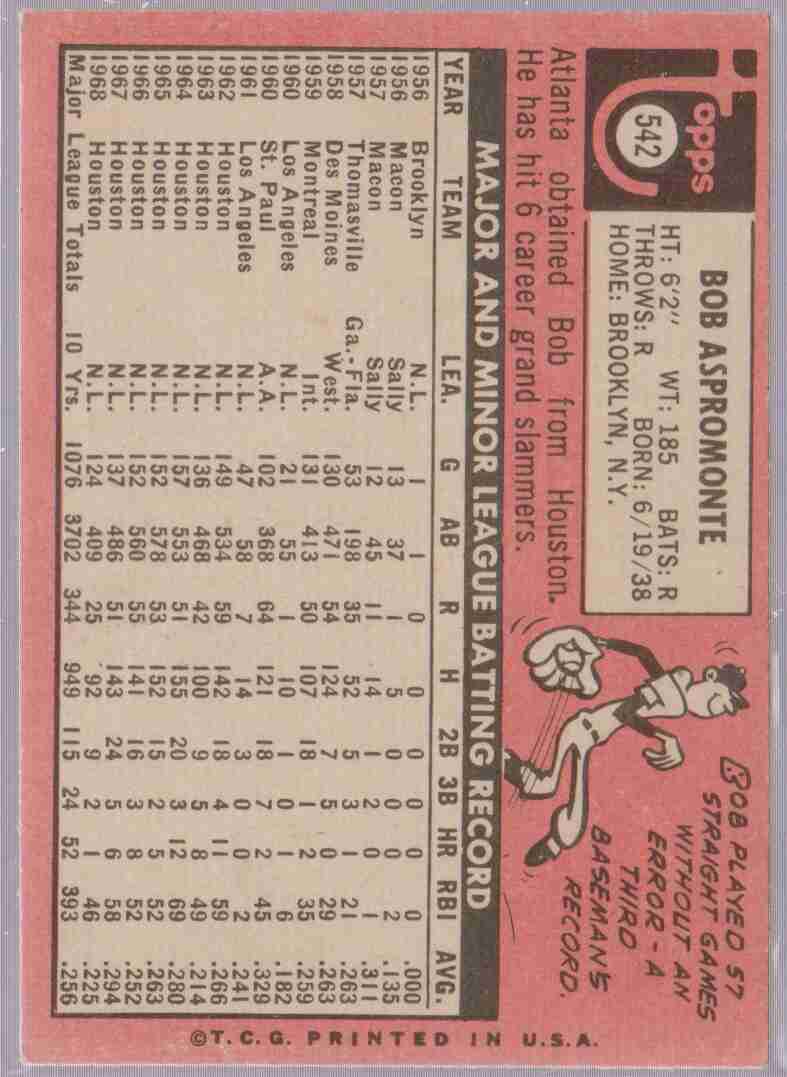 Topps
542
BOB ASPROMONTE
HT: 6'2" WT: 185 BATS: R
THROWS: R BORN: 6/19/38
HOME: BROOKLYN, N.Y.
BOB PLAYED 57
STRAIGHT GAMES
WITHOUT AN
ERROR - A
THIRD
BASEMAN'S
RECORD.
Atlanta obtained Bob from Houston.
He has hit 6 career grand slammers.
MAJOR AND MINOR LEAGUE BATTING RECORD
YEAR TEAM LEA. G AB R H 2B 3B HR RBI AVG.
1956 Brooklyn N.L. 1 1 0 0 0 0 0 0 .000
1956 Macon Sally 13 37 1 5 0 0 0 2 .135
1957 Macon Sally 12 45 11 14 1 2 0 1 .311
1957 Thomasville Ga.-Fla. 53 198 35 52 5 3 1 21 .263
1958 Des Moines West. 130 471 54 124 7 5 0 29 .263
1959 Montreal Int. 131 413 50 107 18 1 2 35 .259
1960 Los Angeles N.L. 21 55 1 10 1 0 1 6 .182
1960 St. Paul A.A. 102 368 64 121 18 7 2 45 .329
1961 Los Angeles N.L. 47 58 7 14 3 0 0 2 .241
1962 Houston N.L. 149 534 59 142 18 4 11 59 .266
1963 Houston N.L. 136 468 42 100 9 5 8 49 .214
1964 Houston N.L. 157 553 51 155 20 3 12 69 .280
1965 Houston N.L. 152 578 53 152 15 2 5 52 .263
1966 Houston N.L. 152 560 55 141 16 3 8 52 .252
1967 Houston N.L. 137 486 51 143 24 5 6 58 .294
1968 Houston N.L. 124 409 25 92 9 2 1 46 .225
Major League Totals 10 Yrs. 1076 3702 344 949 115 24 52 393 .256
©T.C.G. PRINTED IN U.S.A.